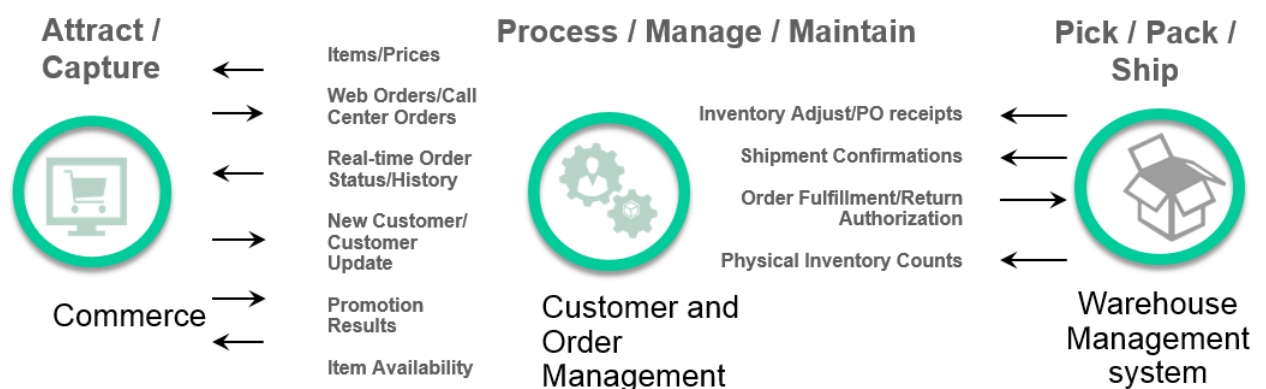 Attract /
Capture
Process / Manage / Maintain
Pick / Pack /
Ship
Items/Prices
Web Orders/Call
Center Orders
Real-time Order
Status/History
New Customer/
Customer
Update
Promotion
Results
Item Availability
Inventory Adjust/PO receipts
Shipment Confirmations
Order Fulfillment/Return
Authorization
Physical Inventory Counts
Commerce
Customer and
Order
Management
Warehouse
Management
system